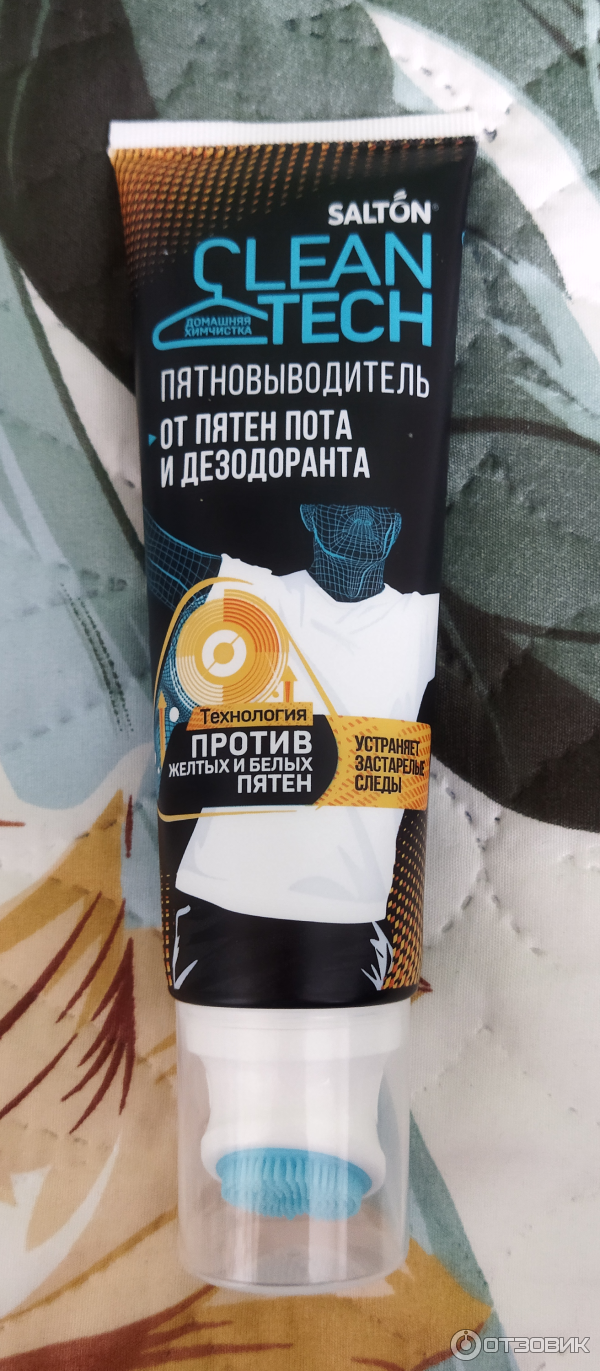 SALTON®
CLEAN
ДОМАШНЯЯ
ХИМЧИСТКА
TECH
ПЯТНОВЫВОДИТЕЛЬ
ОТ ПЯТЕН ПОТА
И ДЕЗОДОРАНТА
Технология
ПРОТИВ
ЖЕЛТЫХ И БЕЛЫХ
ПЯТЕН
УСТРАНЯЕТ
ЗАСТАРЕЛЫЕ
СЛЕДЫ
ОТЗОВИК